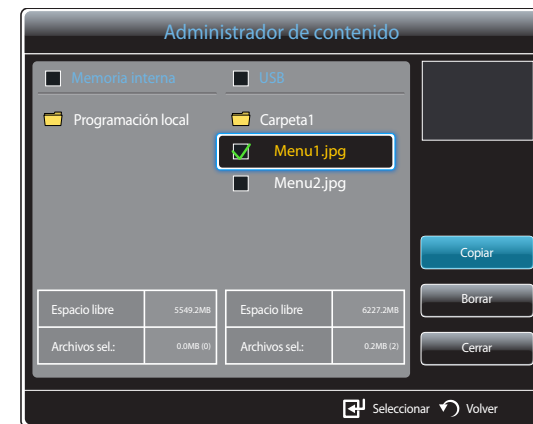 Administrador de contenido
Memoria interna
USB
Programación local
Carpeta1
Menu1.jpg
Menu2.jpg
Copiar
Borrar
Cerrar
Espacio libre 5549.2MB
Espacio libre 6227.2MB
Archivos sel.: 0.0MB (0)
Archivos sel.: 0.2MB (2)
Seleccionar Volver